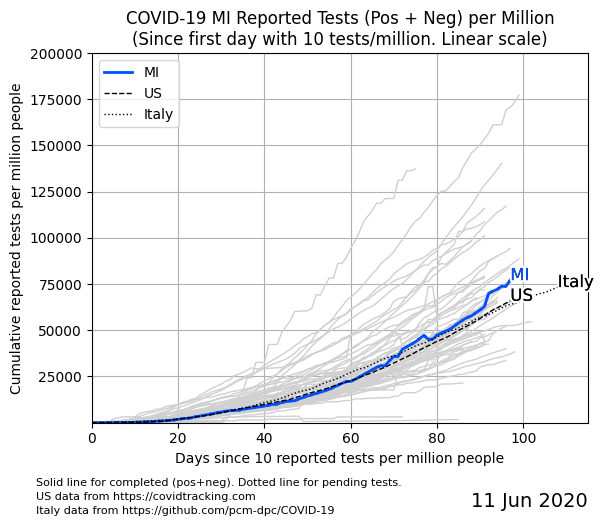 COVID-19 MI Reported Tests (Pos + Neg) per Million
(Since first day with 10 tests/million. Linear scale)
Cumulative reported tests per million people
200000
175000
150000
125000
100000
75000
50000
25000
MI
US
Italy
MI
US
Italy
0
20
40
60
80
100
Days since 10 reported tests per million people
Solid line for completed (pos+neg). Dotted line for pending tests.
US data from https://covidtracking.com
Italy data from https://github.com/pcm-dpc/COVID-19
11 Jun 2020